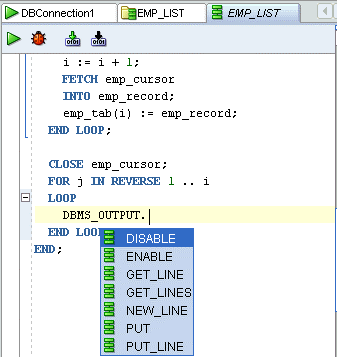 DBConnection1 EMP_LIST EMP_LIST
i := i + 1;
FETCH emp_cursor
INTO emp_record;
emp_tab(i) := emp_record;
END LOOP;
CLOSE emp_cursor;
FOR j IN REVERSE 1 .. i
LOOP
DBMS_OUTPUT.
END LOO
END;
DISABLE
ENABLE
GET_LINE
GET_LINES
NEW_LINE
PUT
PUT_LINE